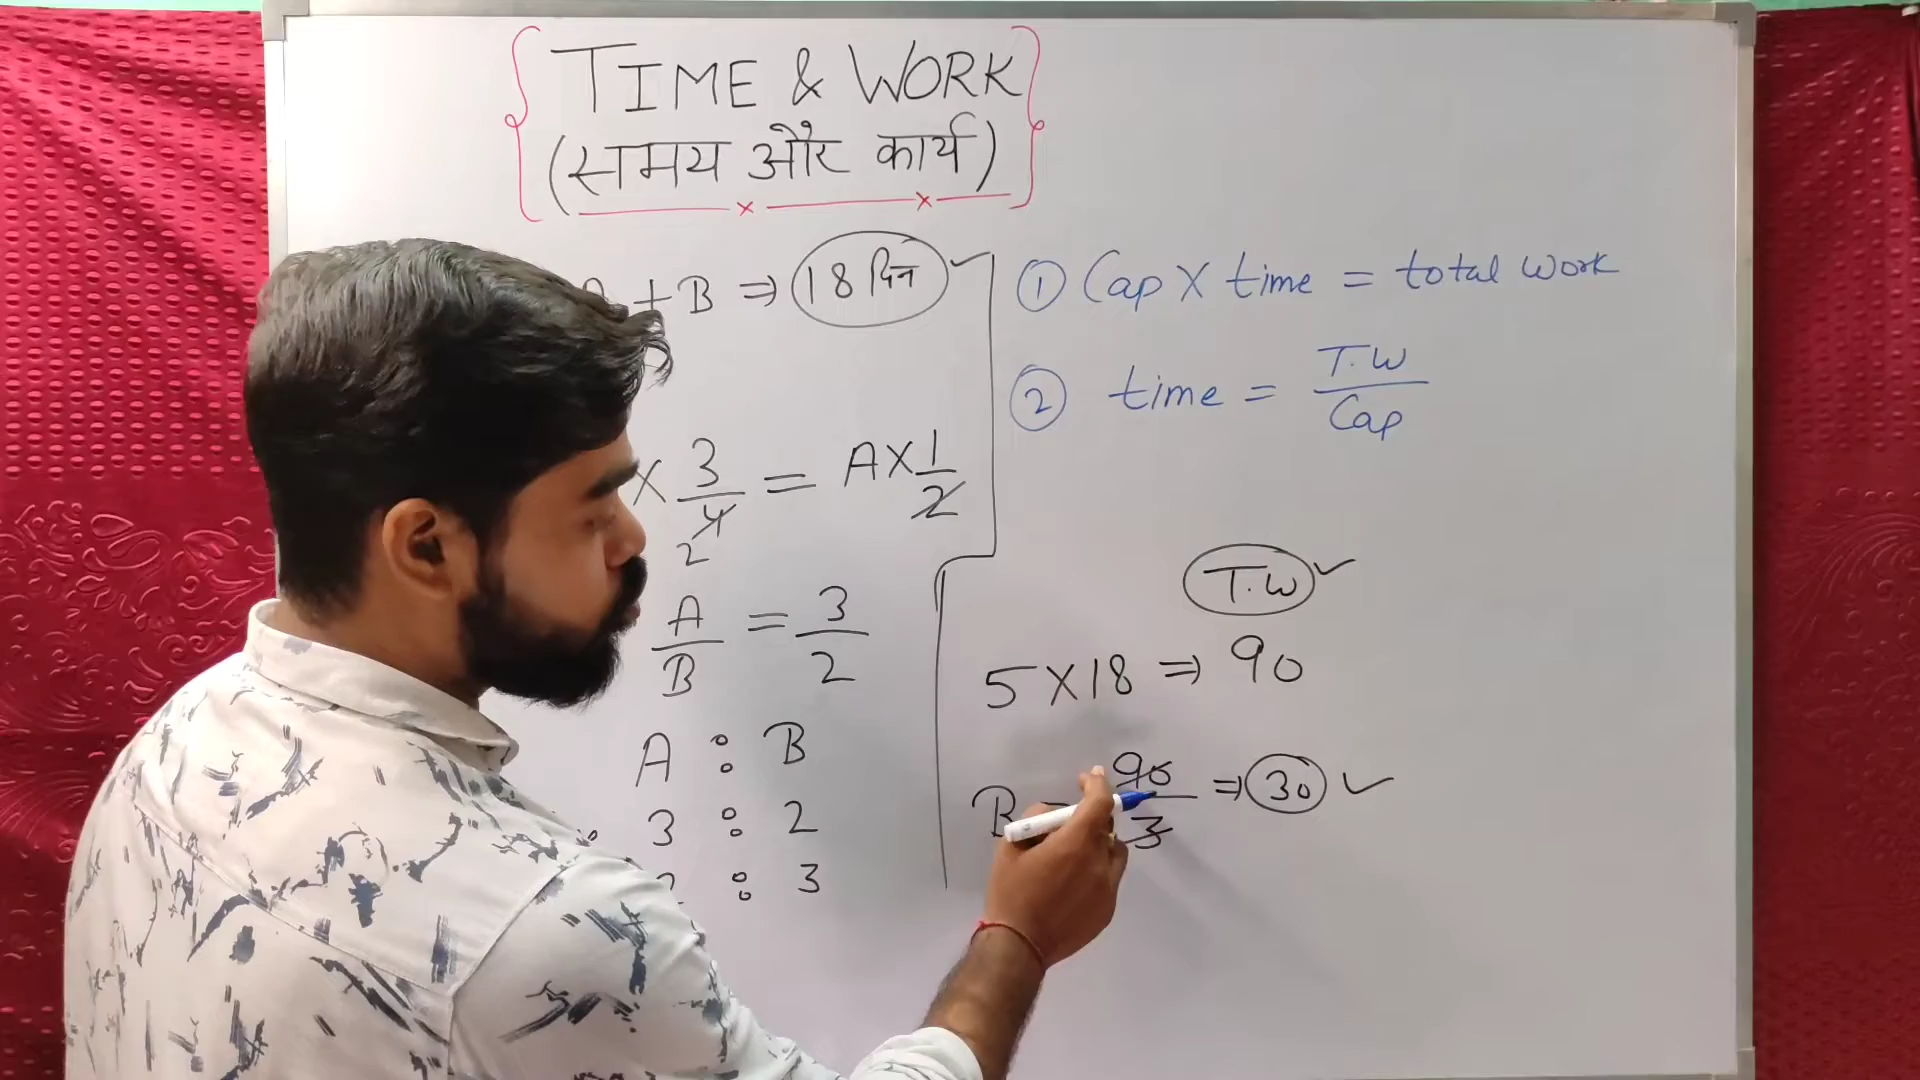 TIME & WORK
(समय और कार्य)
A + B ⇒ 18 दिन
X 3/4 = A X 1/2
2
A/B = 3/2
A : B
3 : 2
2 : 3
① Cap X time = total work
② time = T.W/Cap
T.W
5 X 18 ⇒ 90
B = 90/3 ⇒ 30